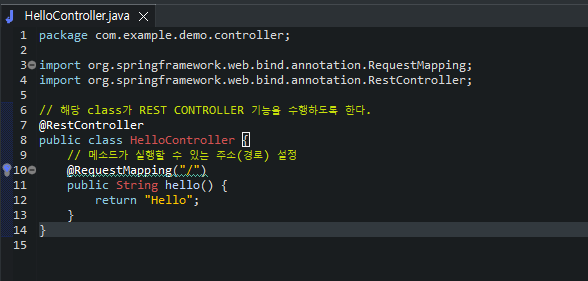 HelloController.java
1 package com.example.demo.controller;
2
3 import org.springframework.web.bind.annotation.RequestMapping;
4 import org.springframework.web.bind.annotation.RestController;
5
6 // 해당 class가 REST CONTROLLER 기능을 수행하도록 한다.
7 @RestController
8 public class HelloController {
9     // 메소드가 실행할 수 있는 주소(경로) 설정
10     @RequestMapping("/")
11     public String hello() {
12         return "Hello";
13     }
14 }
15